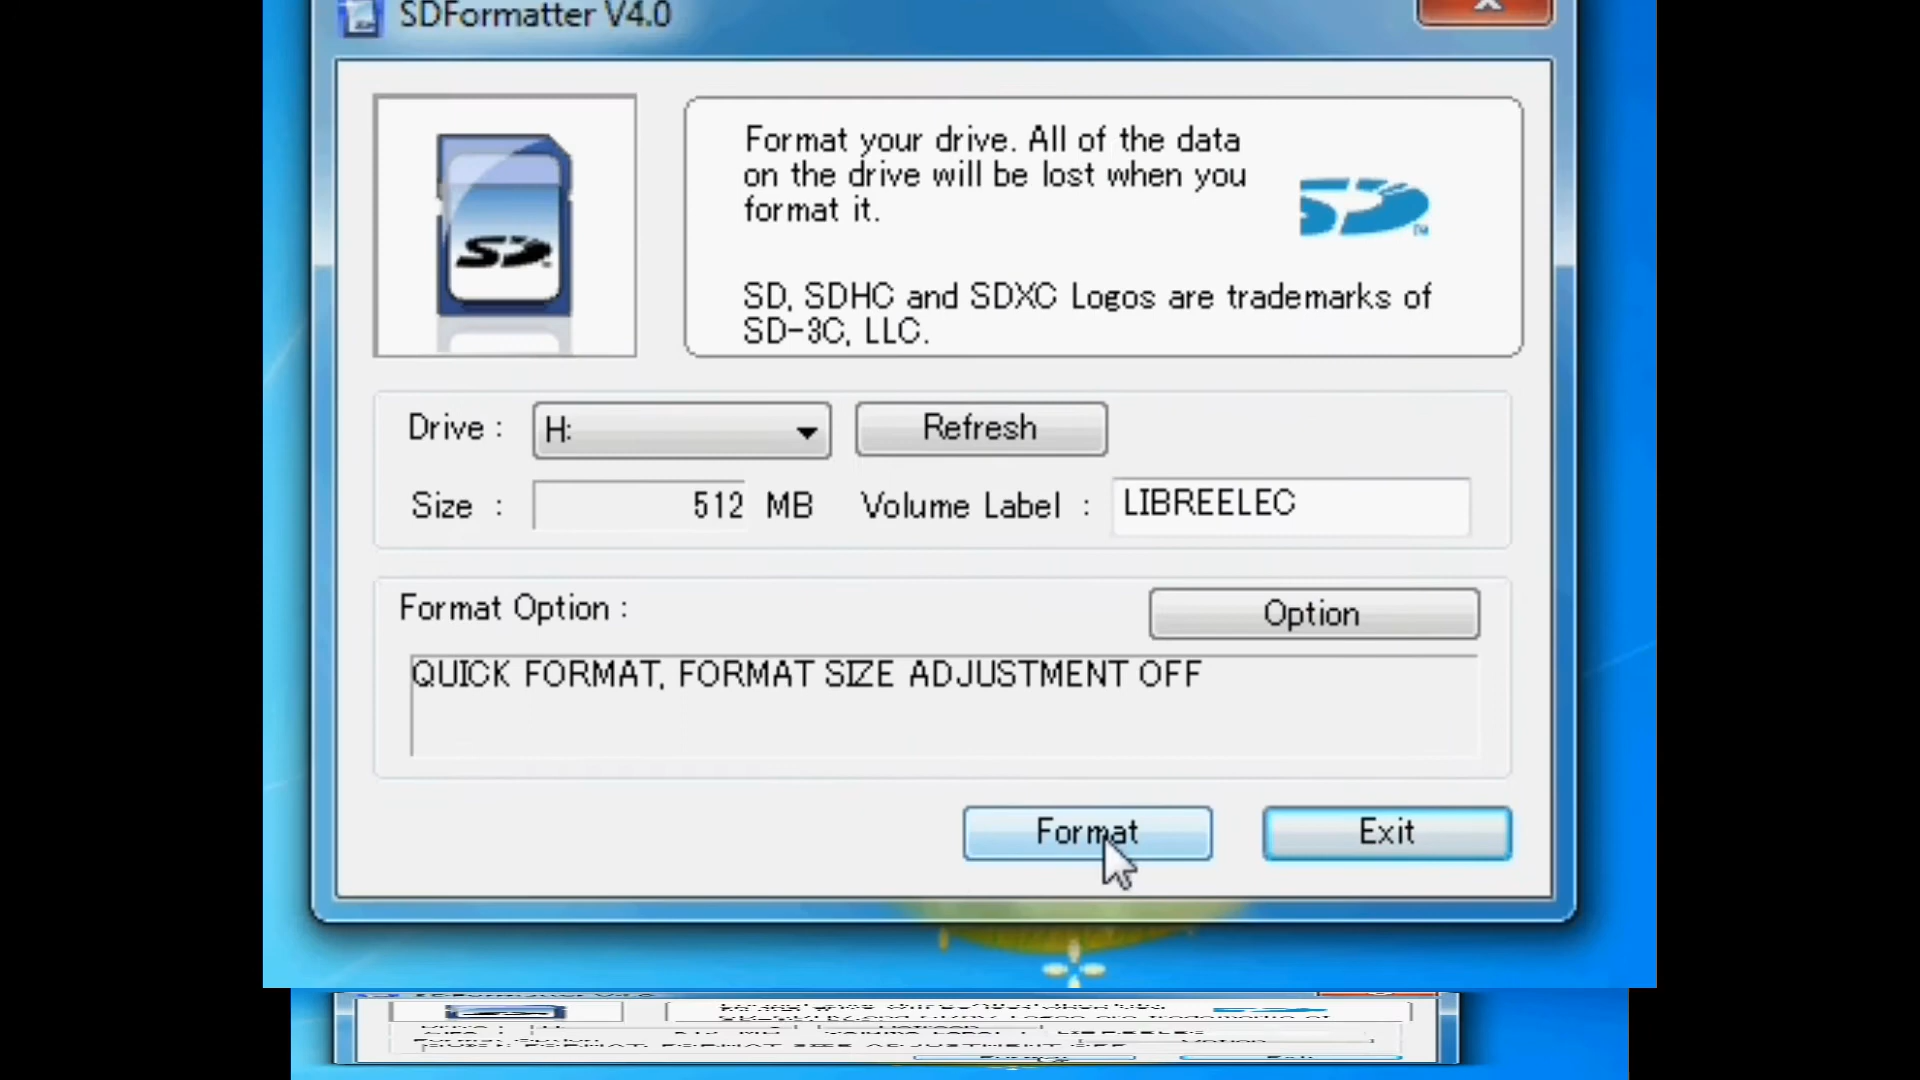 SDFormatter V4.0
Format your drive. All of the data
on the drive will be lost when you
format it.
SD, SDHC and SDXC Logos are trademarks of
SD-3C, LLC.
Drive : H: Refresh
Size : 512 MB Volume Label : LIBREELEC
Format Option : Option
QUICK FORMAT, FORMAT SIZE ADJUSTMENT OFF
Format Exit